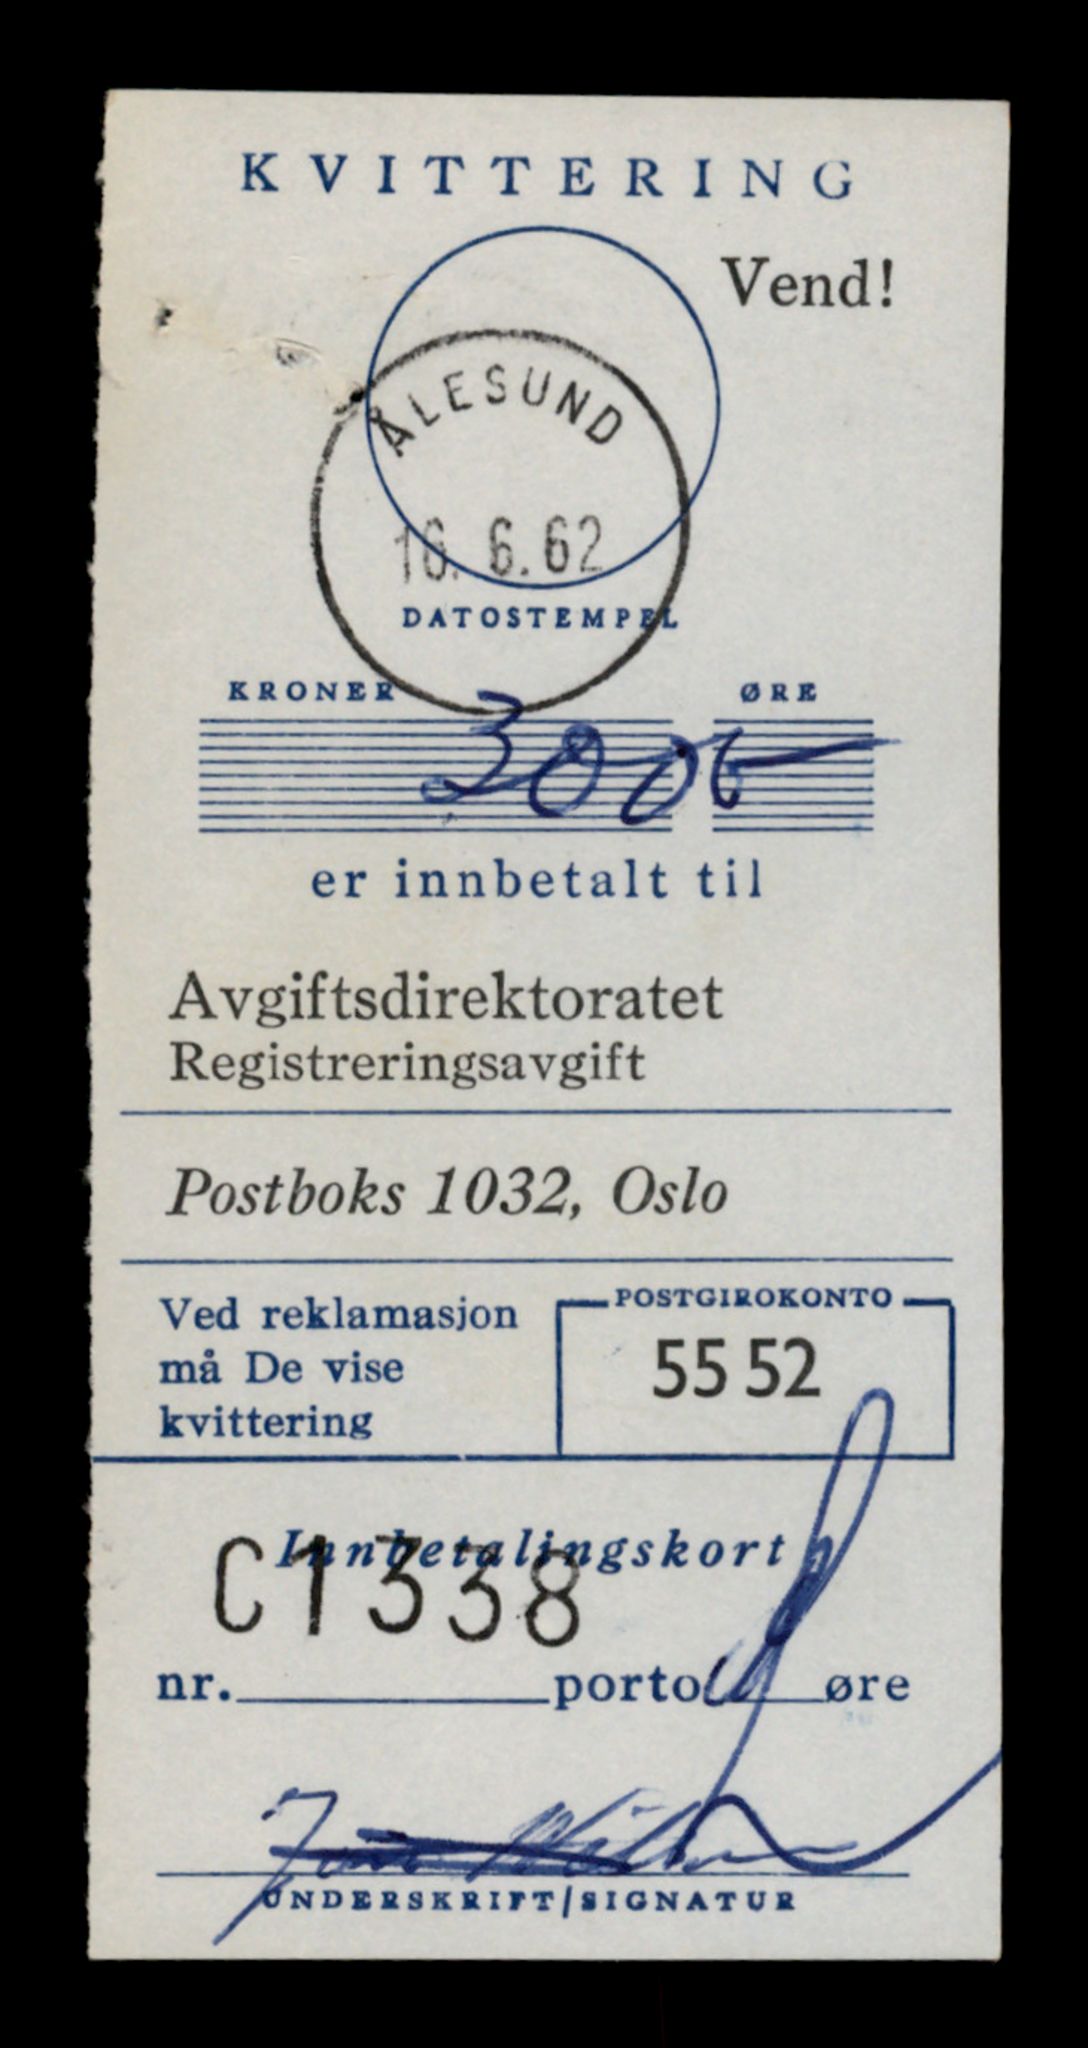 KVITTERING
Vend!
ÅLESUND
16. 6. 62
DATOSTEMPEL
KRONER ØRE
300
er innbetalt til
Avgiftsdirektoratet
Registreringsavgift
Postboks 1032, Oslo
Ved reklamasjon
må De vise
kvittering
POSTGIROKONTO
55 52
Innbetalingskort
C1338
nr. porto øre
UNDERSKRIFT/SIGNATUR